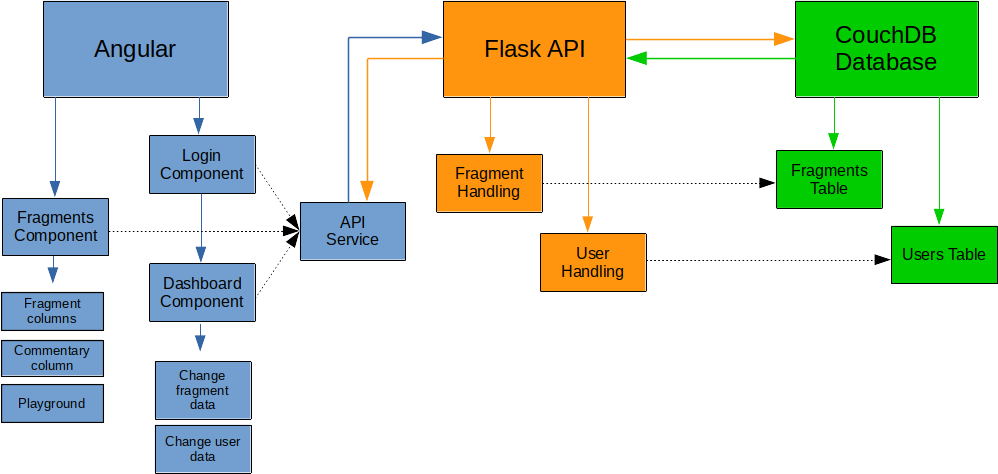 Angular
Flask API
CouchDB
Database
Login
Component
Fragment
Handling
Fragments
Table
Fragments
Component
API
Service
User
Handling
Users Table
Dashboard
Component
Fragment
columns
Commentary
column
Playground
Change
fragment
data
Change user
data